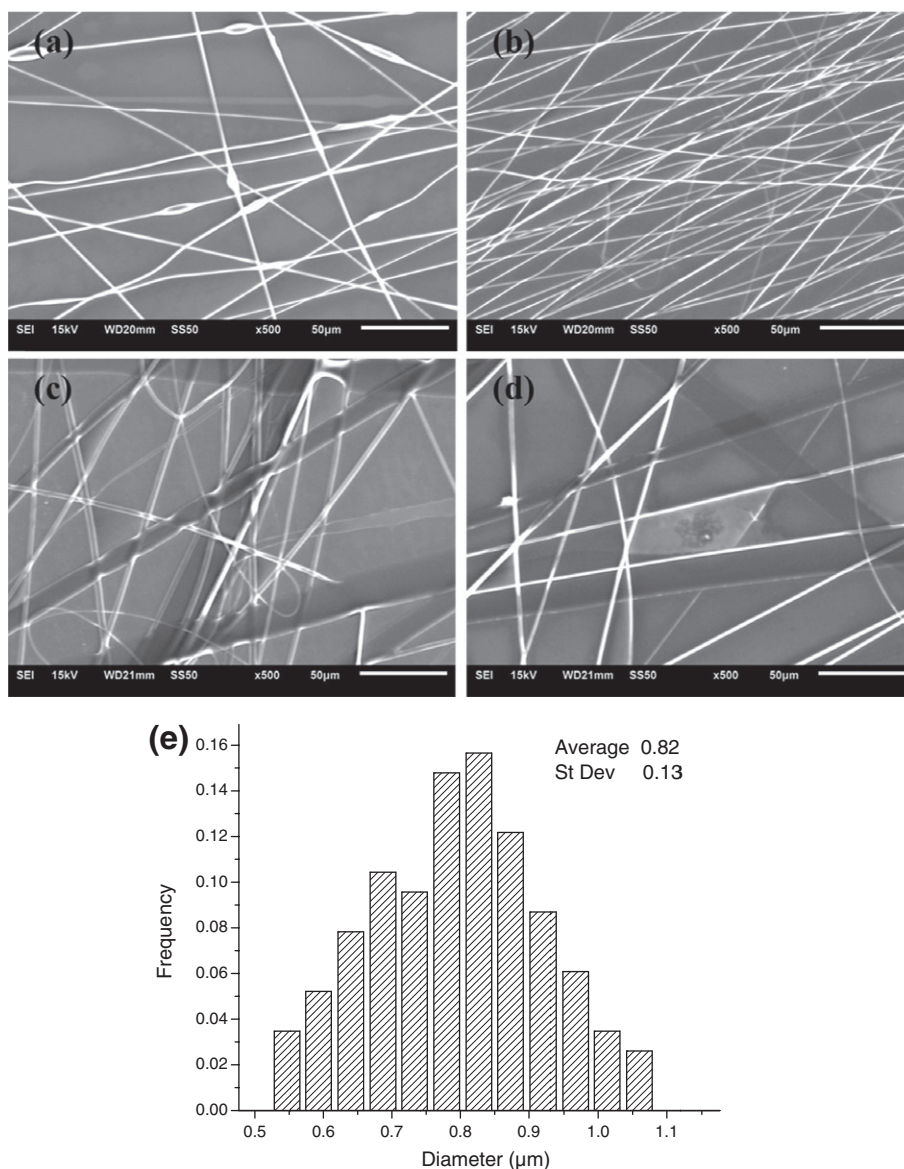 (a)
SEI 15kV WD20mm SS50 x500 50µm
(b)
SEI 15kV WD20mm SS50 x500 50µm
(c)
SEI 15kV WD21mm SS50 x500 50µm
(d)
SEI 15kV WD21mm SS50 x500 50µm
(e)
Average 0.82
St Dev 0.13
Frequency
0.16
0.14
0.12
0.10
0.08
0.06
0.04
0.02
0.00
0.5 0.6 0.7 0.8 0.9 1.0 1.1
Diameter (µm)